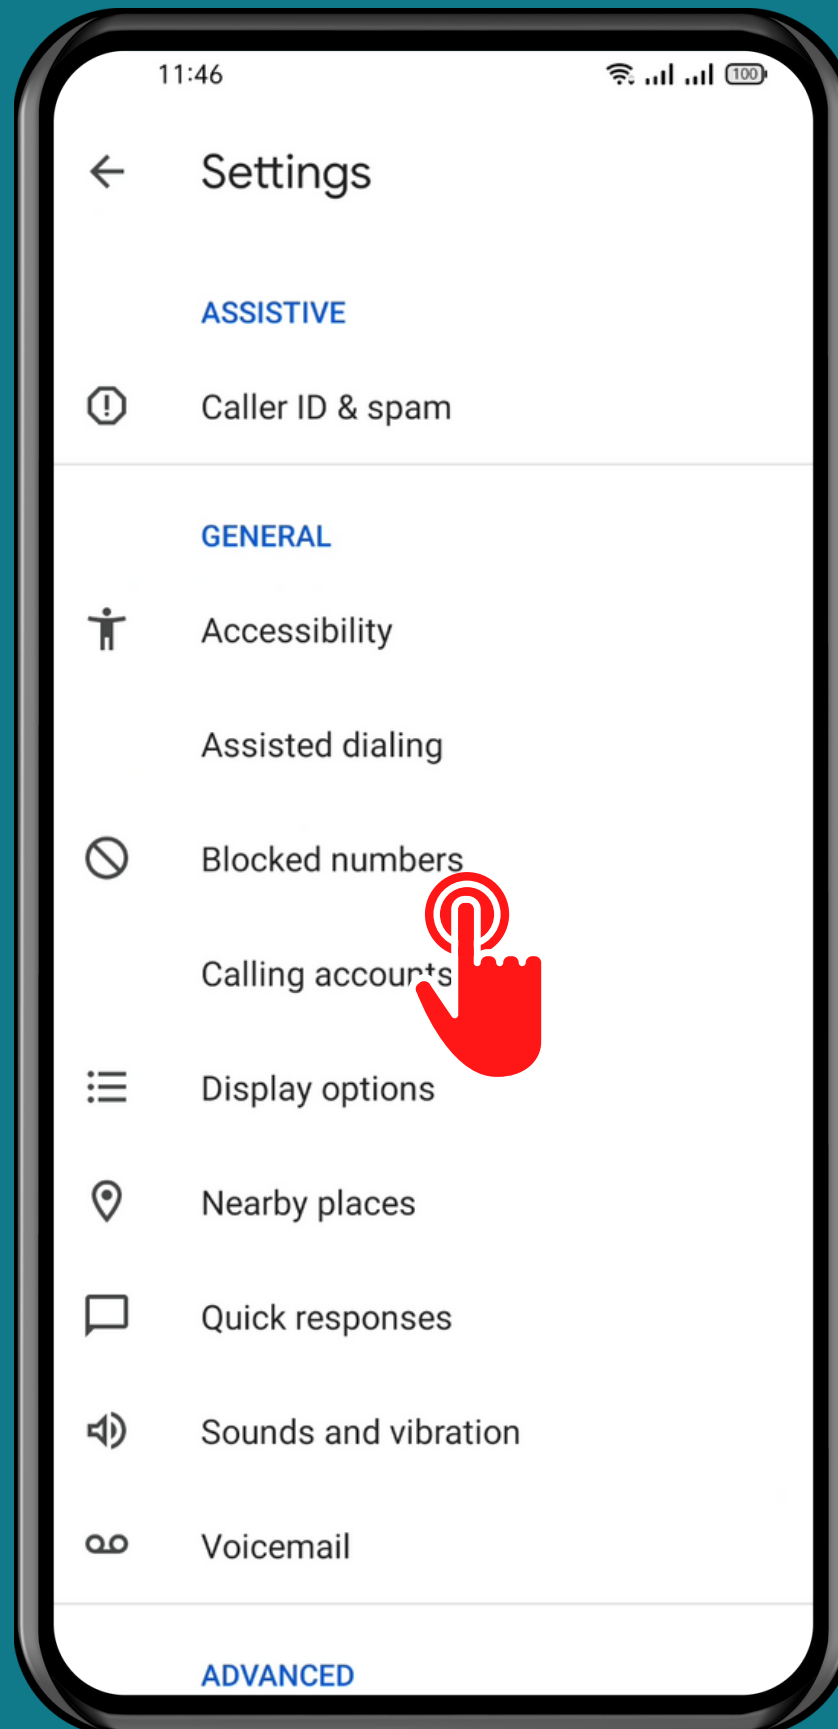 11:46
100
Settings
ASSISTIVE
Caller ID & spam
GENERAL
Accessibility
Assisted dialing
Blocked numbers
Calling accounts
Display options
Nearby places
Quick responses
Sounds and vibration
Voicemail
ADVANCED